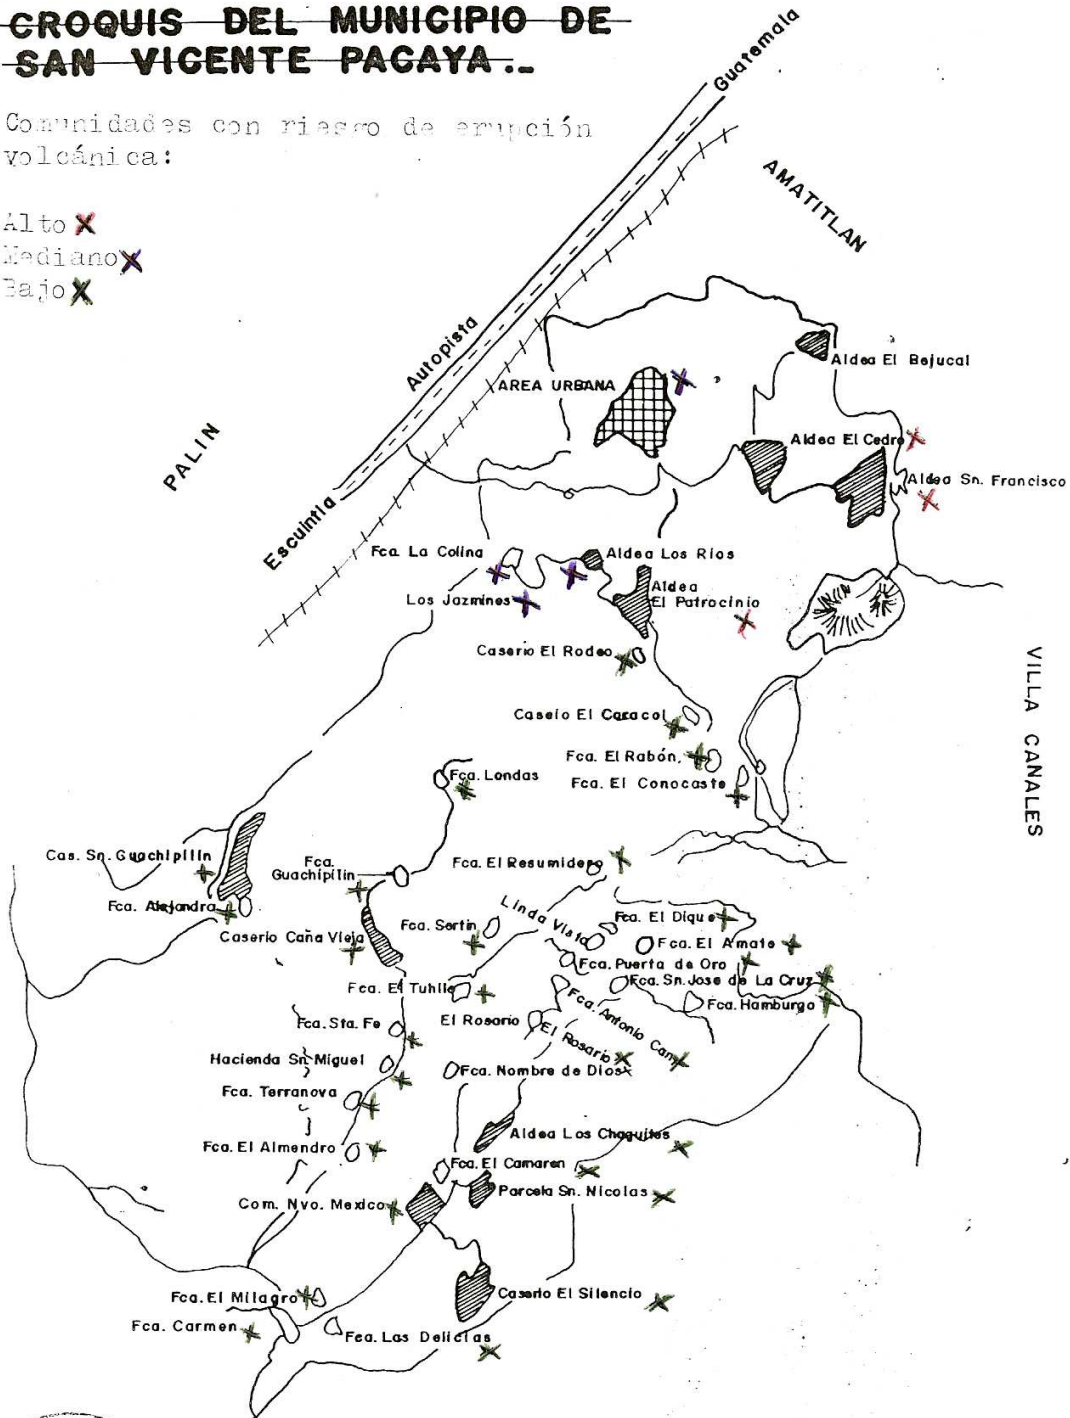 CROQUIS DEL MUNICIPIO DE
SAN VICENTE PACAYA.-
Comunidades con riesgo de erupción
volcánica:
Alto X
Mediano X
Bajo X
Guatemala
AMATITLAN
Autopista
PALIN
Escuintla
Aldea El Bejucal
AREA URBANA
Aldea El Cedro
Aldea Sn. Francisco
Fca. La Colina
Aldea Los Ríos
Los Jazmines
Aldea
El Patrocinio
Caserio El Rodeo
VILLA CANALES
Caseío El Caracol
Fca. El Rabón.
Fca. El Conocaste
Fca. Londas
Cas. Sn. Guachipilín
Fca.
Guachipilín
Fca. El Resumidero
Fca. Alejandra
Linda Vista
Fca. El Dique
Fca. Sertin
Caserio Caña Vieja
Fca. El Amate
Fca. Puerta de Oro
Fca. Sn. Jose de La Cruz
Fca. El Tuhile
Fca. Hamburgo
Fca. Antonio Cano
El Rosario
El Rosario
Fca. Sta. Fe
Hacienda Sn. Miguel
Fca. Nombre de Dios
Fca. Terranova
Aldea Los Chaguites
Fca. El Almendro
Fca. El Camaren
Parcela Sn. Nicolas
Com. Nvo. Mexico
Fca. El Milagro
Caserio El Silencio
Fca. Carmen
Fca. Las Delicias